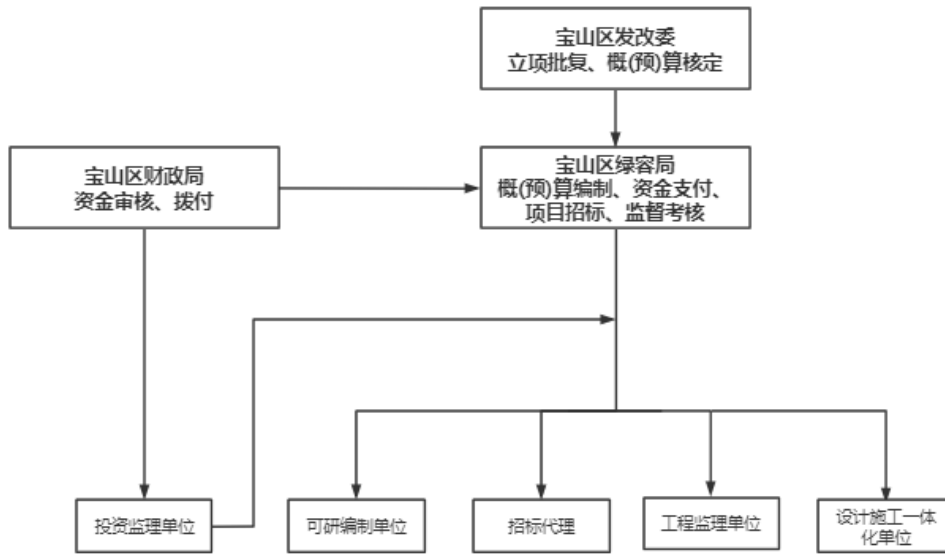 宝山区发改委
立项批复、概(预)算核定
宝山区财政局
资金审核、拨付
宝山区绿容局
概(预)算编制、资金支付、
项目招标、监督考核
投资监理单位
可研编制单位
招标代理
工程监理单位
设计施工一体
化单位